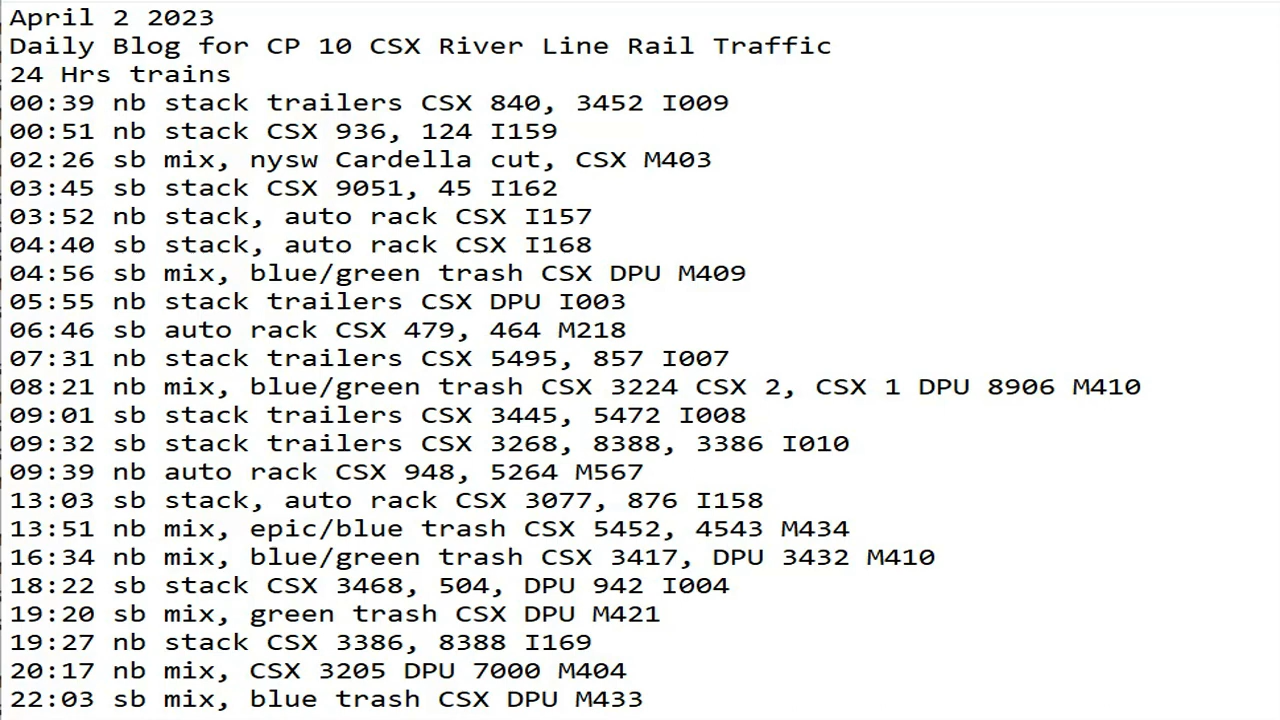 April 2 2023
Daily Blog for CP 10 CSX River Line Rail Traffic
24 Hrs trains
00:39 nb stack trailers CSX 840, 3452 I009
00:51 nb stack CSX 936, 124 I159
02:26 sb mix, nysw Cardella cut, CSX M403
03:45 sb stack CSX 9051, 45 I162
03:52 nb stack, auto rack CSX I157
04:40 sb stack, auto rack CSX I168
04:56 sb mix, blue/green trash CSX DPU M409
05:55 nb stack trailers CSX DPU I003
06:46 sb auto rack CSX 479, 464 M218
07:31 nb stack trailers CSX 5495, 857 I007
08:21 nb mix, blue/green trash CSX 3224 CSX 2, CSX 1 DPU 8906 M410
09:01 sb stack trailers CSX 3445, 5472 I008
09:32 sb stack trailers CSX 3268, 8388, 3386 I010
09:39 nb auto rack CSX 948, 5264 M567
13:03 sb stack, auto rack CSX 3077, 876 I158
13:51 nb mix, epic/blue trash CSX 5452, 4543 M434
16:34 nb mix, blue/green trash CSX 3417, DPU 3432 M410
18:22 sb stack CSX 3468, 504, DPU 942 I004
19:20 sb mix, green trash CSX DPU M421
19:27 nb stack CSX 3386, 8388 I169
20:17 nb mix, CSX 3205 DPU 7000 M404
22:03 sb mix, blue trash CSX DPU M433